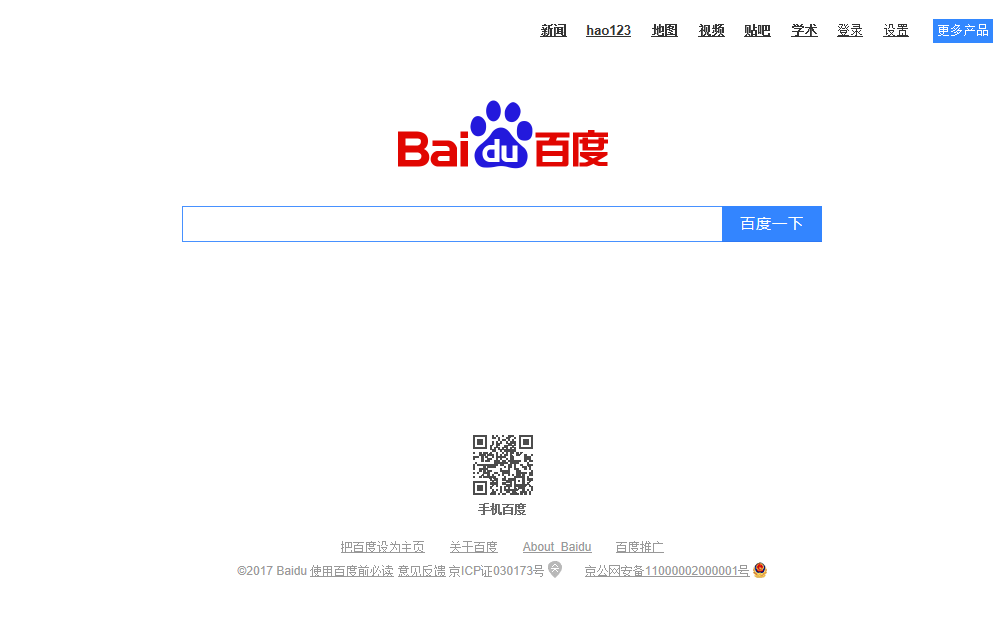 新闻 hao123 地图 视频 贴吧 学术 登录 设置 更多产品
Bai du 百度
百度一下
手机百度
把百度设为主页 关于百度 About Baidu 百度推广
©2017 Baidu 使用百度前必读 意见反馈 京ICP证030173号 京公网安备11000002000001号